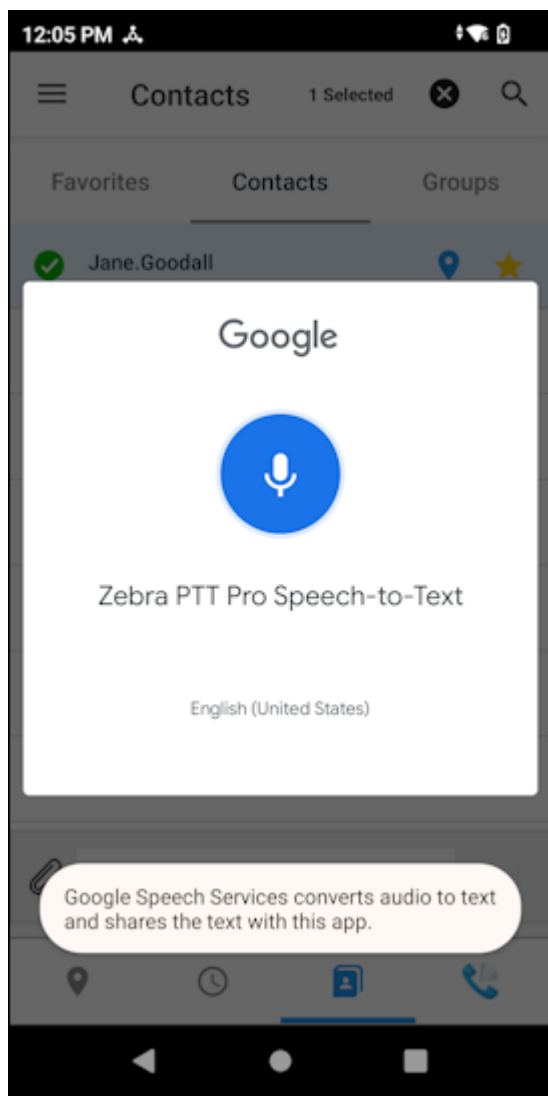 12:05 PM
Contacts 1 Selected
Favorites Contacts Groups
Jane.Goodall
Google
Zebra PTT Pro Speech-to-Text
English (United States)
Google Speech Services converts audio to text
and shares the text with this app.